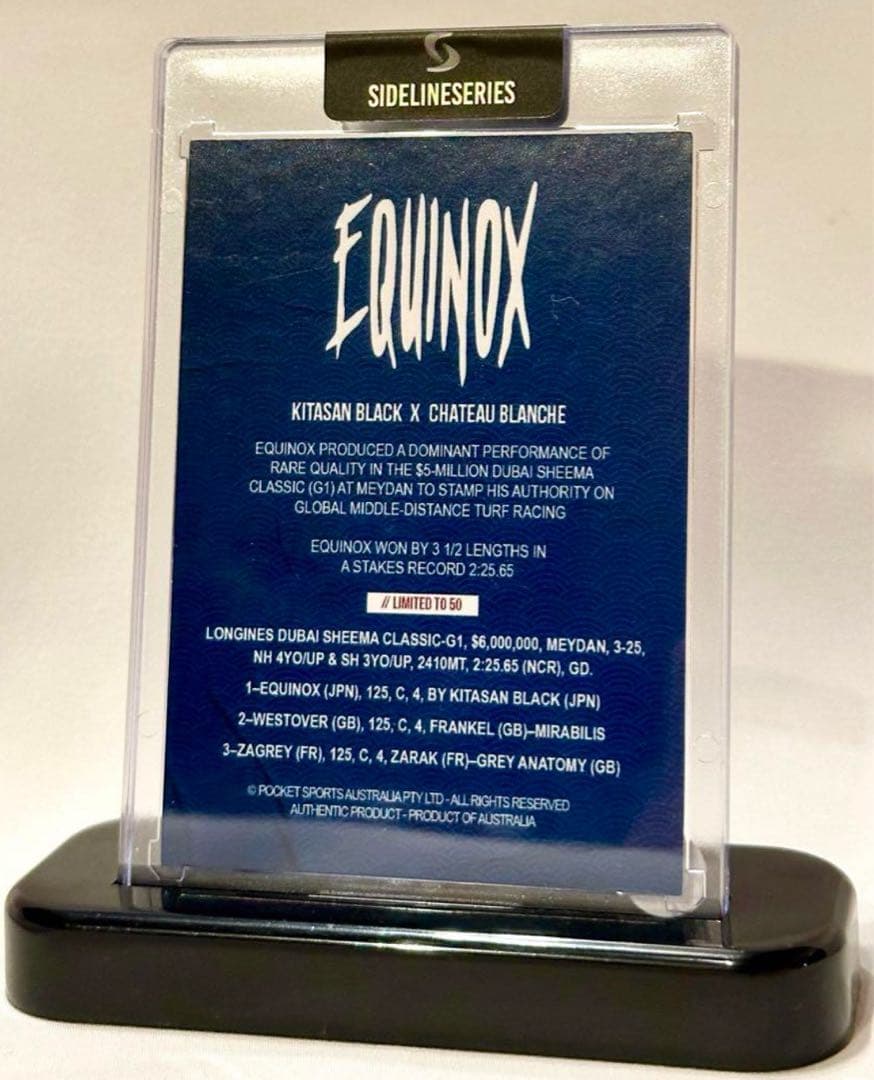 SIDELINESERIES
EQUINOX
KITASAN BLACK X CHATEAU BLANCHE
EQUINOX PRODUCED A DOMINANT PERFORMANCE OF
RARE QUALITY IN THE $5-MILLION DUBAI SHEEMA
CLASSIC (G1) AT MEYDAN TO STAMP HIS AUTHORITY ON
GLOBAL MIDDLE-DISTANCE TURF RACING
EQUINOX WON BY 3 1/2 LENGTHS IN
A STAKES RECORD 2:25.65
// LIMITED TO 50
LONGINES DUBAI SHEEMA CLASSIC-G1, $6,000,000, MEYDAN, 3-25,
NH 4YO/UP & SH 3YO/UP, 2410MT, 2:25.65 (NCR), GD.
1–EQUINOX (JPN), 125, C, 4, BY KITASAN BLACK (JPN)
2–WESTOVER (GB), 125, C, 4, FRANKEL (GB)–MIRABILIS
3–ZAGREY (FR), 125, C, 4, ZARAK (FR)–GREY ANATOMY (GB)
© POCKET SPORTS AUSTRALIA PTY LTD - ALL RIGHTS RESERVED
AUTHENTIC PRODUCT - PRODUCT OF AUSTRALIA